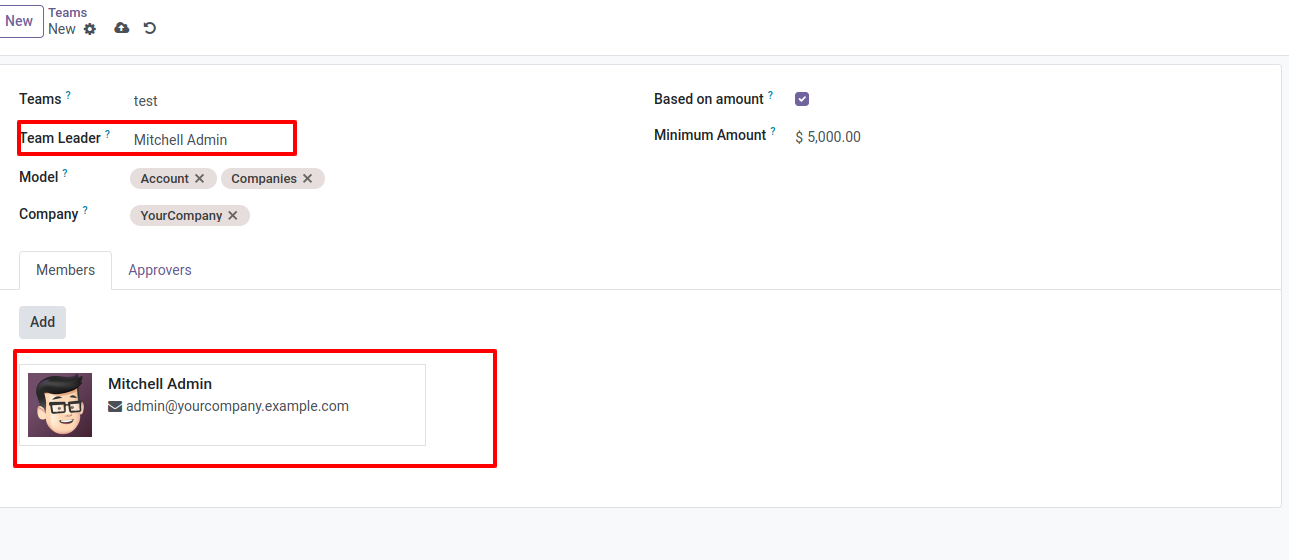 New
Teams
New
Teams ?
test
Team Leader ?
Mitchell Admin
Model ?
Account Companies
Company ?
YourCompany
Based on amount ?
Minimum Amount ?
$ 5,000.00
Members
Approvers
Add
Mitchell Admin
admin@yourcompany.example.com